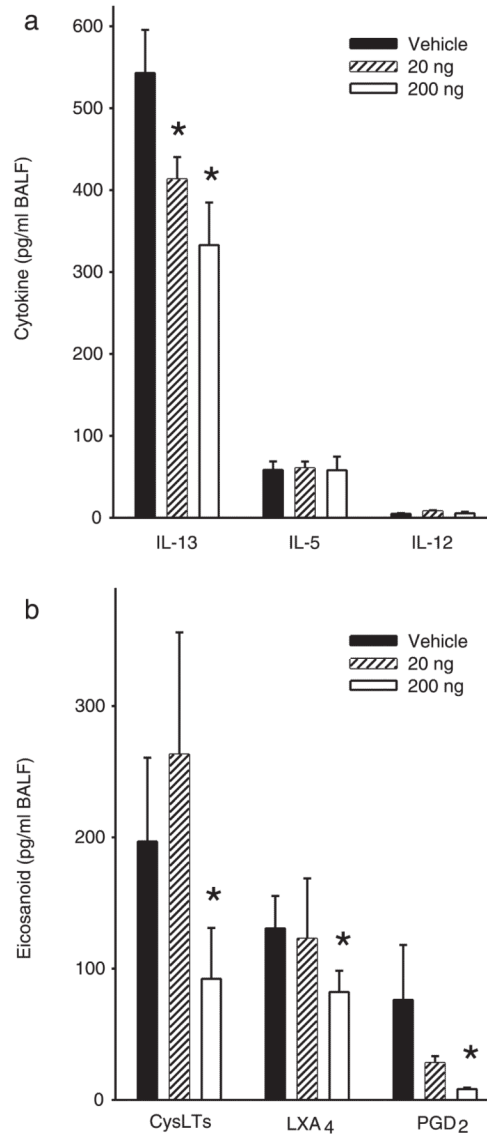 a
Cytokine (pg/ml BALF)
600
500
400
300
200
100
0
Vehicle
20 ng
200 ng
*
*
IL-13 IL-5 IL-12
b
Eicosanoid (pg/ml BALF)
300
200
100
0
Vehicle
20 ng
200 ng
*
*
*
CysLTs LXA4 PGD2